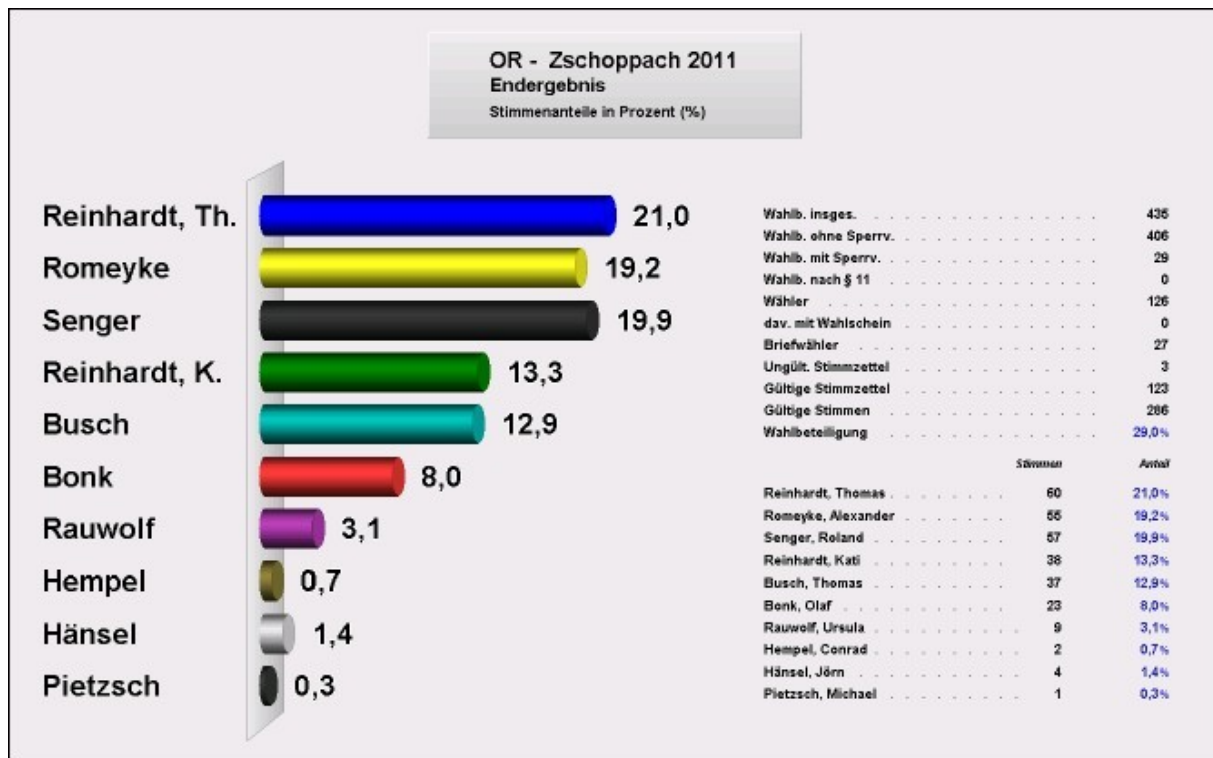 OR - Zschoppach 2011
Endergebnis
Stimmenanteile in Prozent (%)
Reinhardt, Th. 21,0
Romeyke 19,2
Senger 19,9
Reinhardt, K. 13,3
Busch 12,9
Bonk 8,0
Rauwolf 3,1
Hempel 0,7
Hänsel 1,4
Pietzsch 0,3
Wahlb. insges. 435
Wahlb. ohne Sperrv. 406
Wahlb. mit Sperrv. 29
Wahlb. nach § 11 0
Wähler 126
dav. mit Wahlschein 0
Briefwähler 27
Ungült. Stimmzettel 3
Gültige Stimmzettel 123
Gültige Stimmen 286
Wahlbeteiligung 29,0%
Stimmen Anteil
Reinhardt, Thomas 60 21,0%
Romeyke, Alexander 55 19,2%
Senger, Roland 57 19,9%
Reinhardt, Kati 38 13,3%
Busch, Thomas 37 12,9%
Bonk, Olaf 23 8,0%
Rauwolf, Ursula 9 3,1%
Hempel, Conrad 2 0,7%
Hänsel, Jörn 4 1,4%
Pietzsch, Michael 1 0,3%